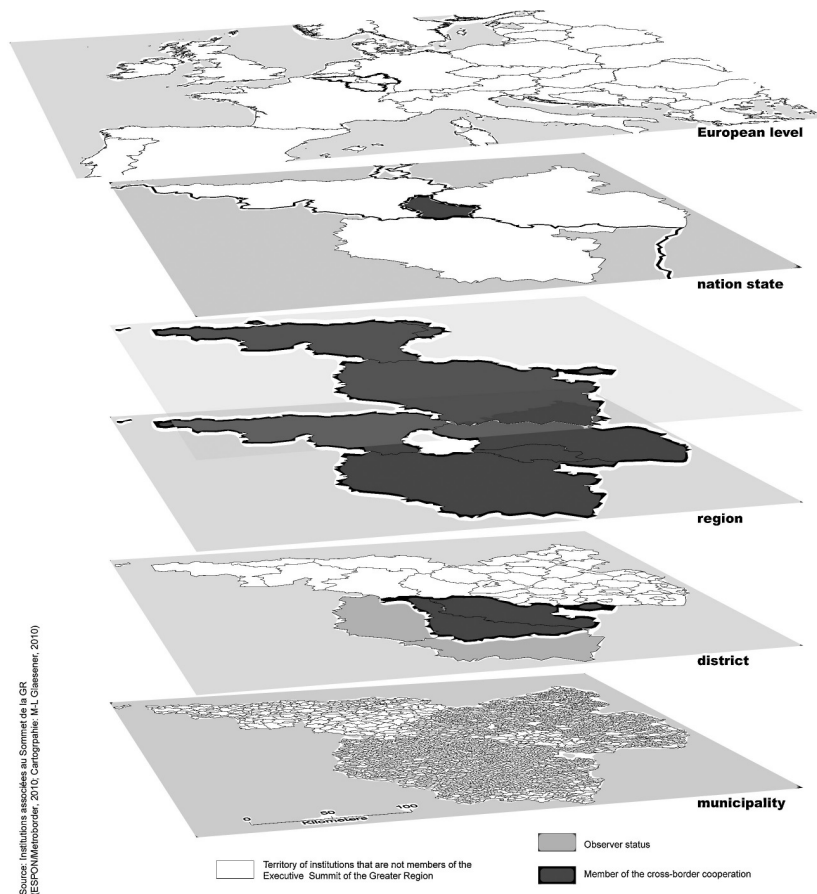 European level
nation state
region
district
municipality
0
50
100
Kilometers
Source: Institutions associées au Sommet de la GR
(ESPON/Metroborder, 2010; Cartogrpahie: M-L Glaesener, 2010)
Territory of institutions that are not members of the
Executive Summit of the Greater Region
Observer status
Member of the cross-border cooperation